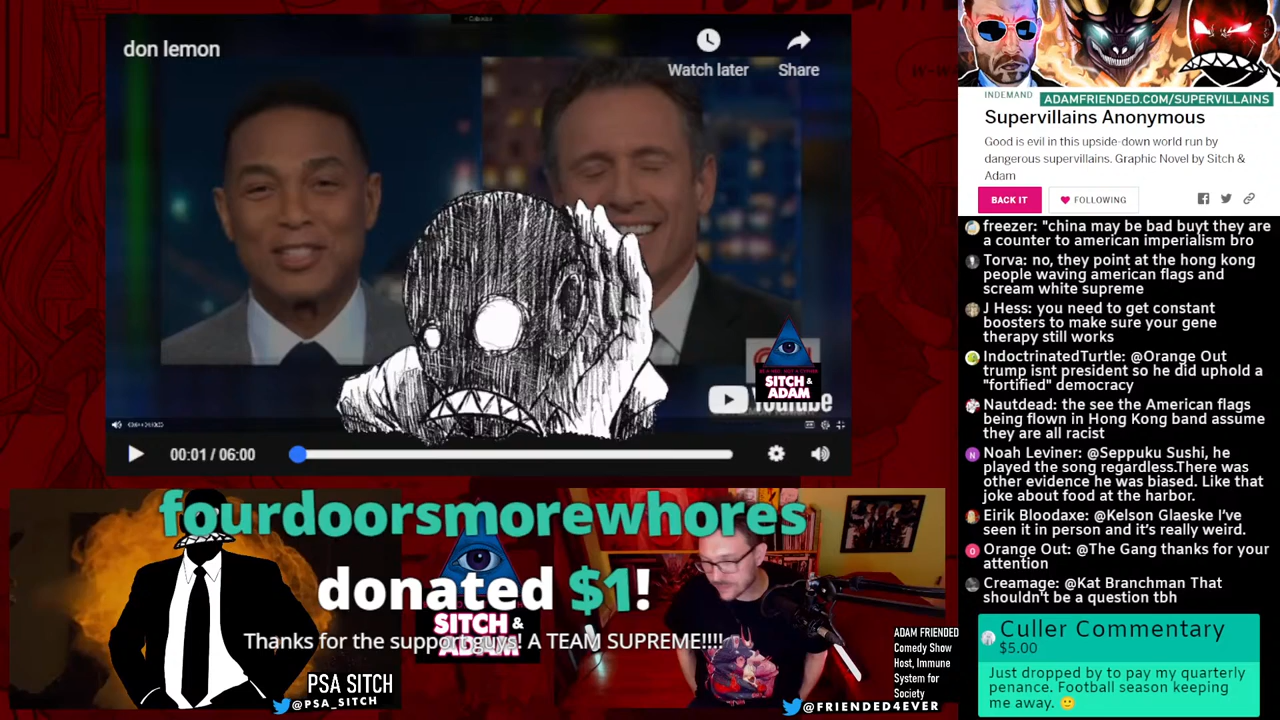 don lemon
Watch later
Share
SITCH &
ADAM
YouTube
00:01 / 06:00
fourdoorsmorewhores
donated $1!
Thanks for the support guys! A TEAM SUPREME!!!!
SITCH &
ADAM
PSA SITCH
@PSA_SITCH
ADAM FRIENDED
Comedy Show
Host, Immune
System for
Society
@FRIENDED4EVER
INDEMAND
ADAMFRIENDED.COM/SUPERVILLAINS
Supervillains Anonymous
Good is evil in this upside-down world run by
dangerous supervillains. Graphic Novel by Sitch &
Adam
BACK IT
FOLLOWING
freezer: "china may be bad buyt they are
a counter to american imperialism bro
Torva: no, they point at the hong kong
people waving american flags and
scream white supreme
J Hess: you need to get constant
boosters to make sure your gene
therapy still works
IndoctrinatedTurtle: @Orange Out
trump isnt president so he did uphold a
"fortified" democracy
Nautdead: the see the American flags
being flown in Hong Kong band assume
they are all racist
Noah Leviner: @Seppuku Sushi, he
played the song regardless.There was
other evidence he was biased. Like that
joke about food at the harbor.
Eirik Bloodaxe: @Kelson Glaeske I've
seen it in person and it's really weird.
Orange Out: @The Gang thanks for your
attention
Creamage: @Kat Branchman That
shouldn't be a question tbh
Culler Commentary
$5.00
Just dropped by to pay my quarterly
penance. Football season keeping
me away. 🙂